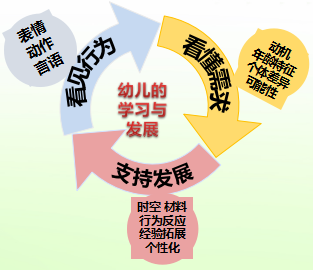 表情
动作
言语
看见行为
看懂需求
动机
年龄特征
个体差异
可能性
幼儿的
学习与
发展
支持发展
时空 材料
行为反应
经验拓展
个性化